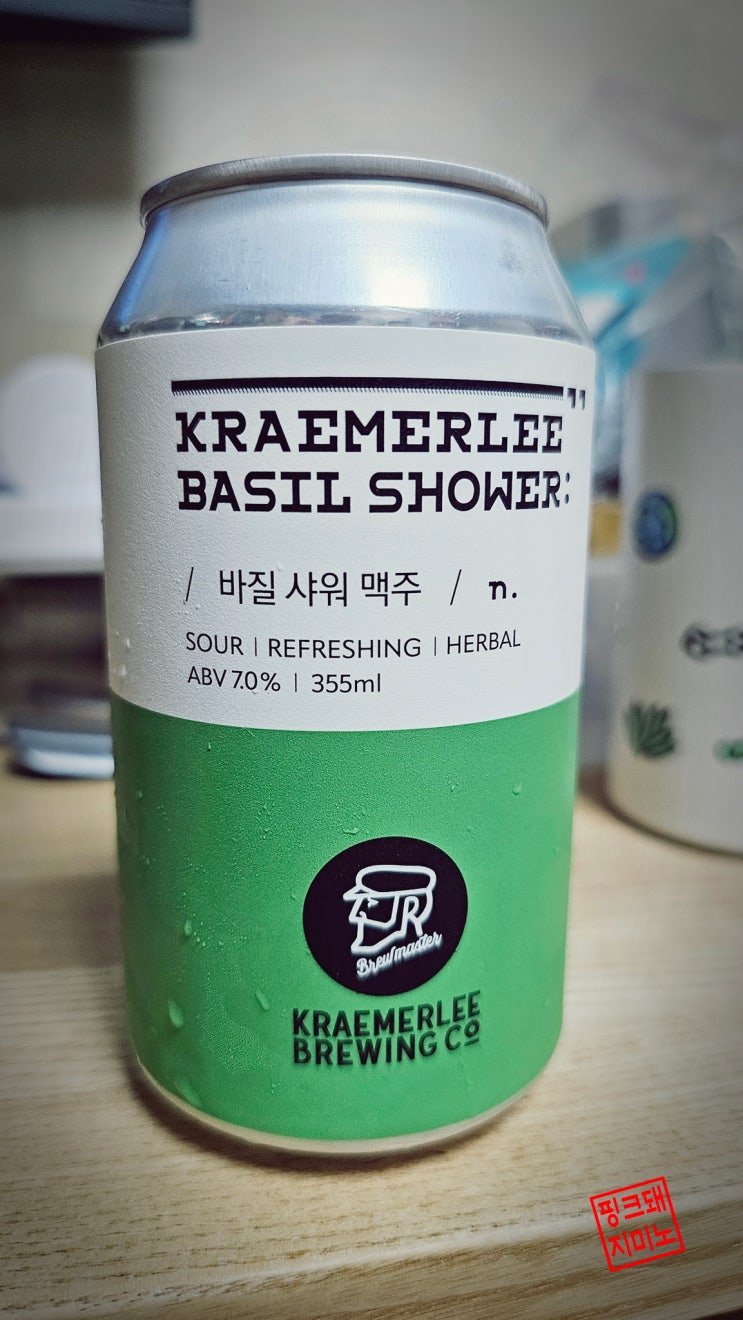 KRAEMERLEE"
BASIL SHOWER:
/ 바질 샤워 맥주 / n.
SOUR | REFRESHING | HERBAL
ABV 7.0% | 355ml
JR
Brewmaster
KRAEMERLEE
BREWING Co
핑크돼
지미노